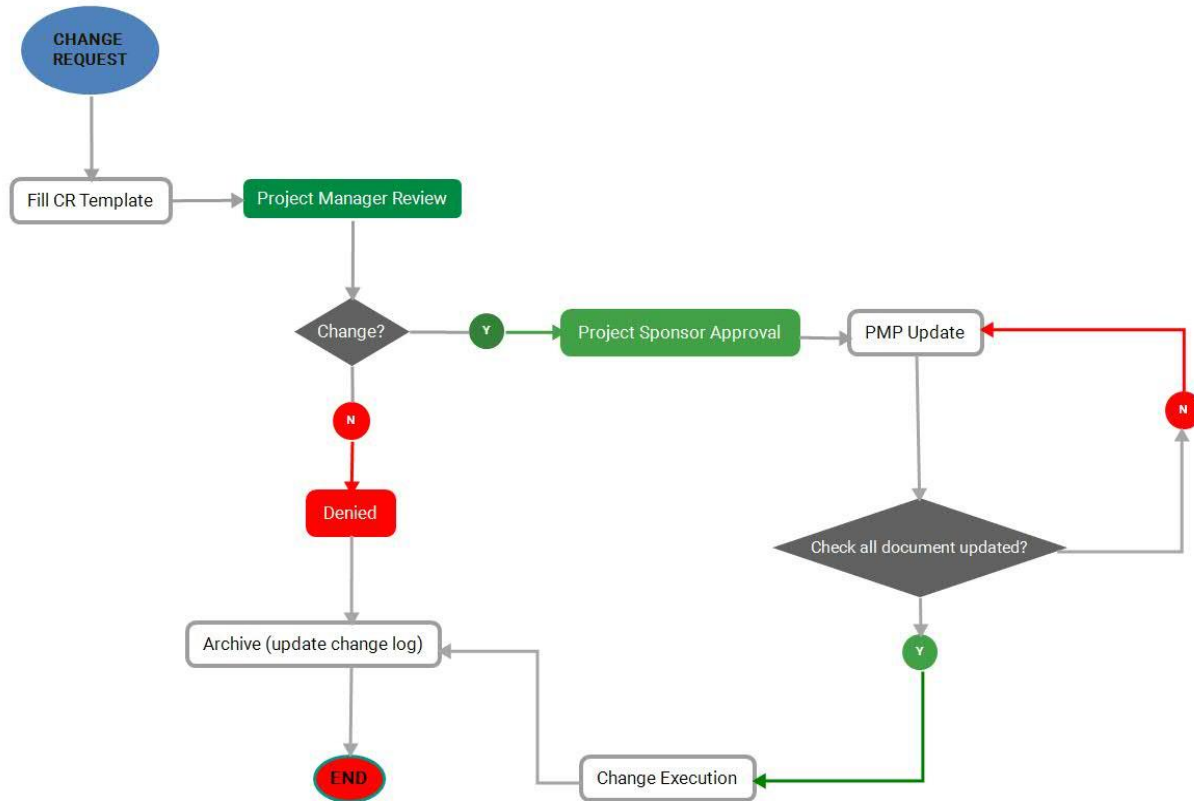 CHANGE
REQUEST
Fill CR Template
Project Manager Review
Change?
Y
Project Sponsor Approval
PMP Update
N
N
Denied
Check all document updated?
Archive (update change log)
Y
END
Change Execution